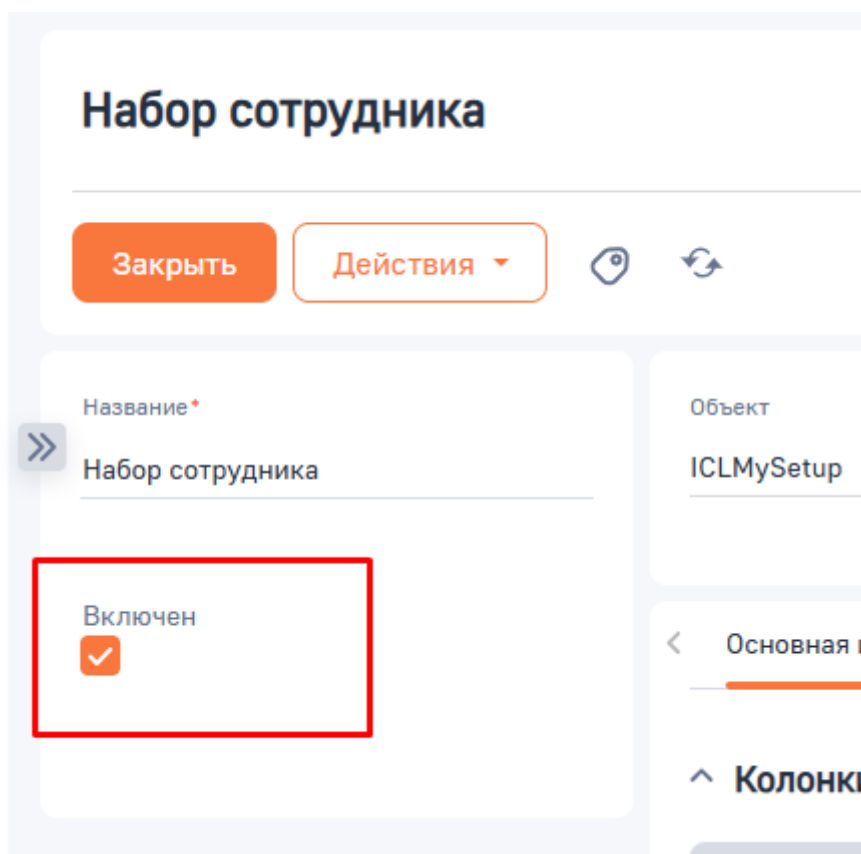 Набор сотрудника
Закрыть
Действия
Название*
Набор сотрудника
Объект
ICLMySetup
Включен
Основная